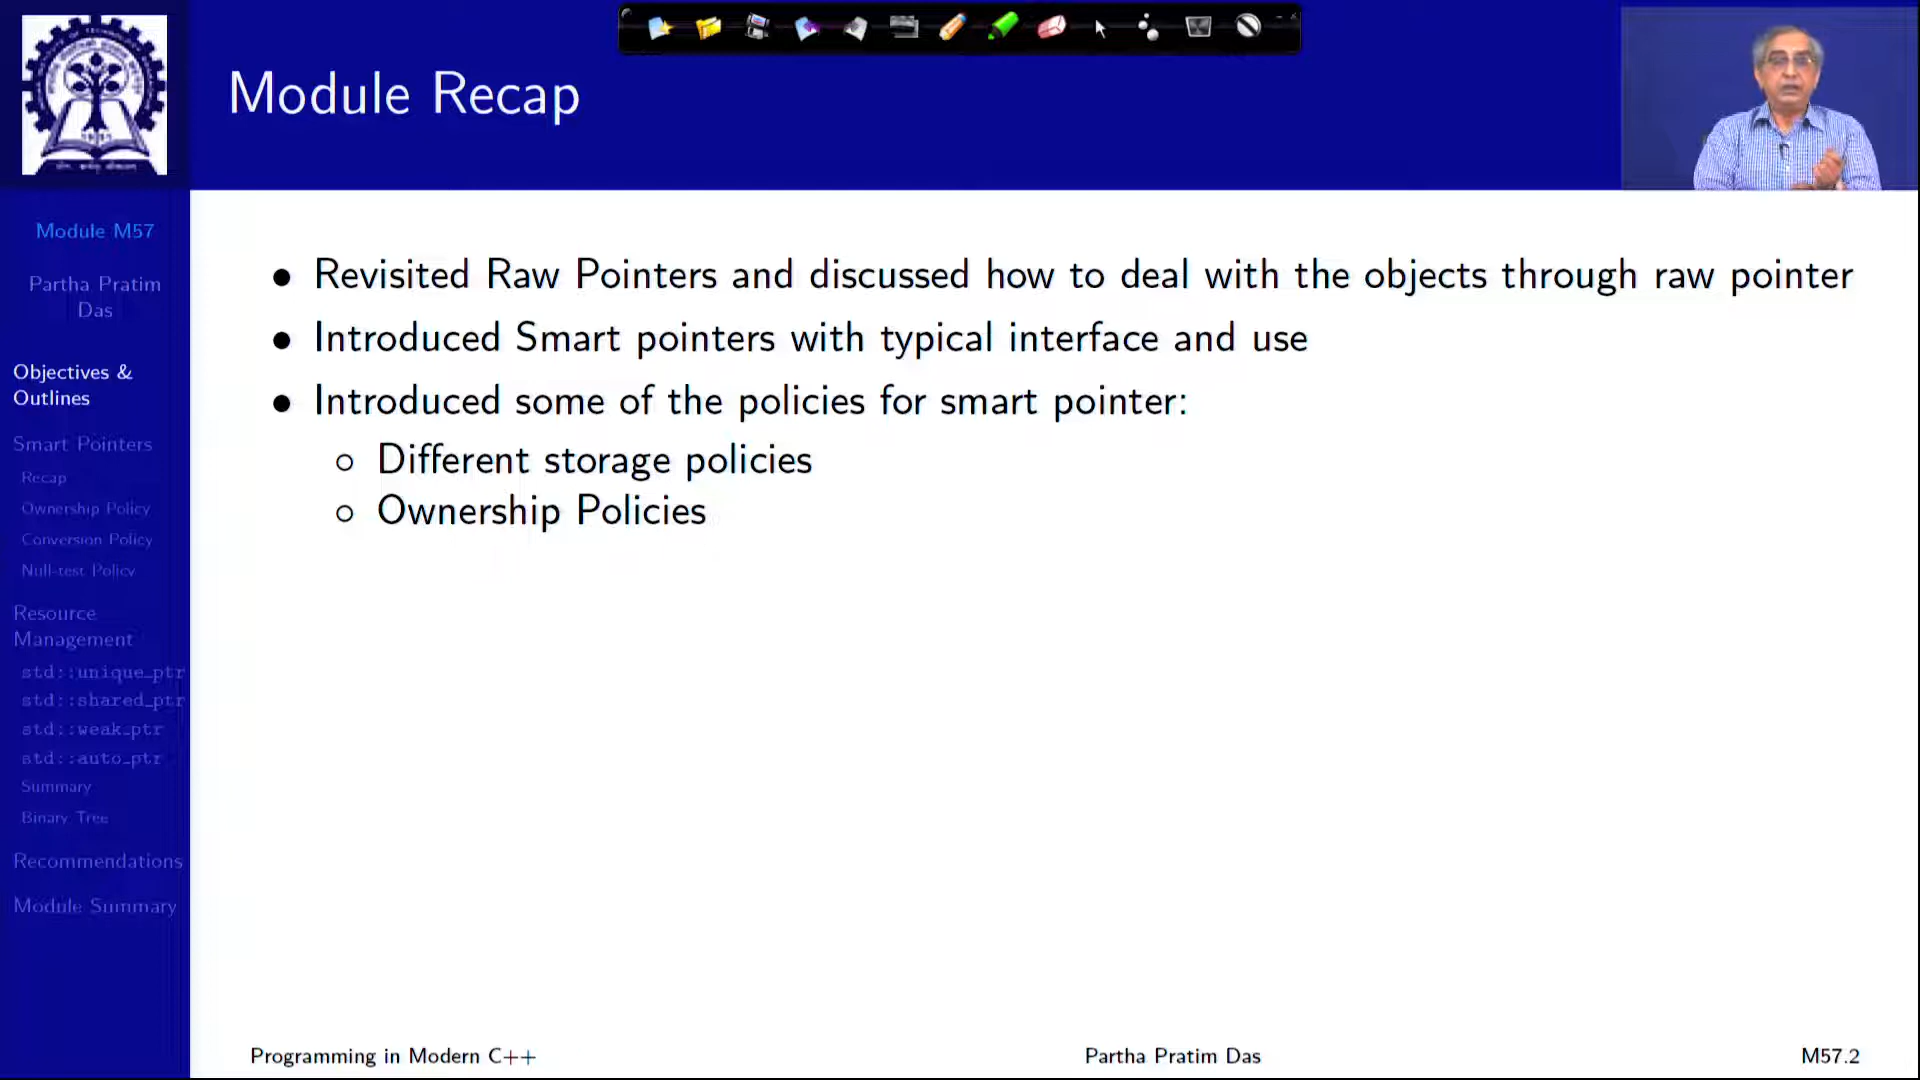 Module Recap
Module M57
Partha Pratim
Das
Objectives &
Outlines
Smart Pointers
Recap
Ownership Policy
Conversion Policy
Null-test Policy
Resource
Management
std::unique_ptr
std::shared_ptr
std::weak_ptr
std::auto_ptr
Summary
Binary Tree
Recommendations
Module Summary
• Revisited Raw Pointers and discussed how to deal with the objects through raw pointer
• Introduced Smart pointers with typical interface and use
• Introduced some of the policies for smart pointer:
○ Different storage policies
○ Ownership Policies
Programming in Modern C++
Partha Pratim Das
M57.2